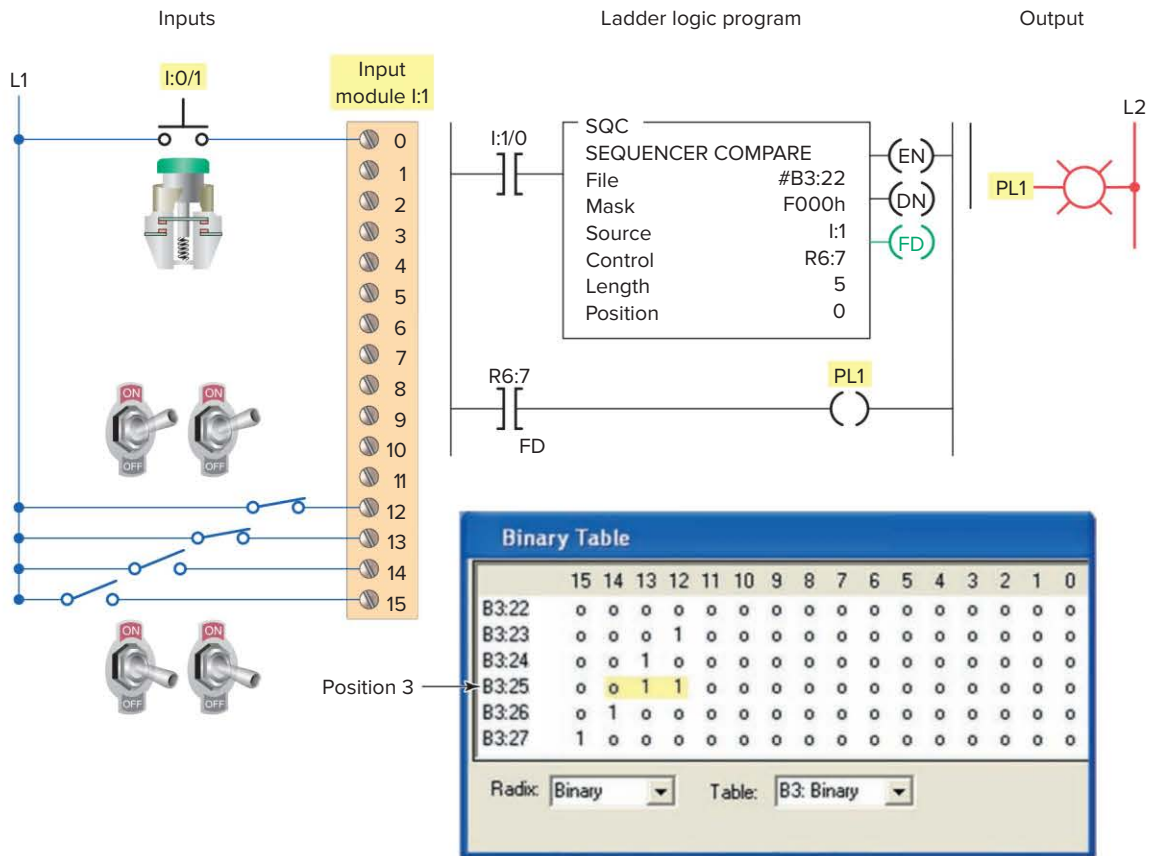 Inputs
Ladder logic program
Output
L1
I:0/1
Input
module I:1
0
1
2
3
4
5
6
7
8
9
10
11
12
13
14
15
ON
ON
OFF
OFF
ON
ON
OFF
OFF
I:1/0
SQC
SEQUENCER COMPARE
File #B3:22
Mask F000h
Source I:1
Control R6:7
Length 5
Position 0
EN
DN
FD
R6:7
FD
PL1
L2
PL1
Binary Table
15 14 13 12 11 10 9 8 7 6 5 4 3 2 1 0
B3:22 o o o o o o o o o o o o o o o o
B3:23 o o o 1 o o o o o o o o o o o o
B3:24 o o 1 o o o o o o o o o o o o o
Position 3
B3:25 o o 1 1 o o o o o o o o o o o o
B3:26 o 1 o o o o o o o o o o o o o o
B3:27 1 o o o o o o o o o o o o o o o
Radix: Binary Table: B3: Binary